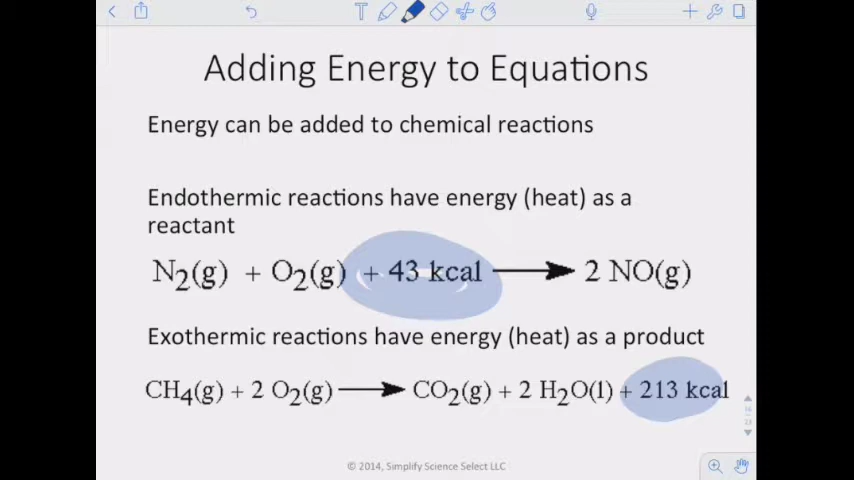 Adding Energy to Equations
Energy can be added to chemical reactions
Endothermic reactions have energy (heat) as a
reactant
N₂(g) + O₂(g) + 43 kcal → 2 NO(g)
Exothermic reactions have energy (heat) as a product
CH₄(g) + 2 O₂(g) → CO₂(g) + 2 H₂O(l) + 213 kcal
© 2014, Simplify Science Select LLC